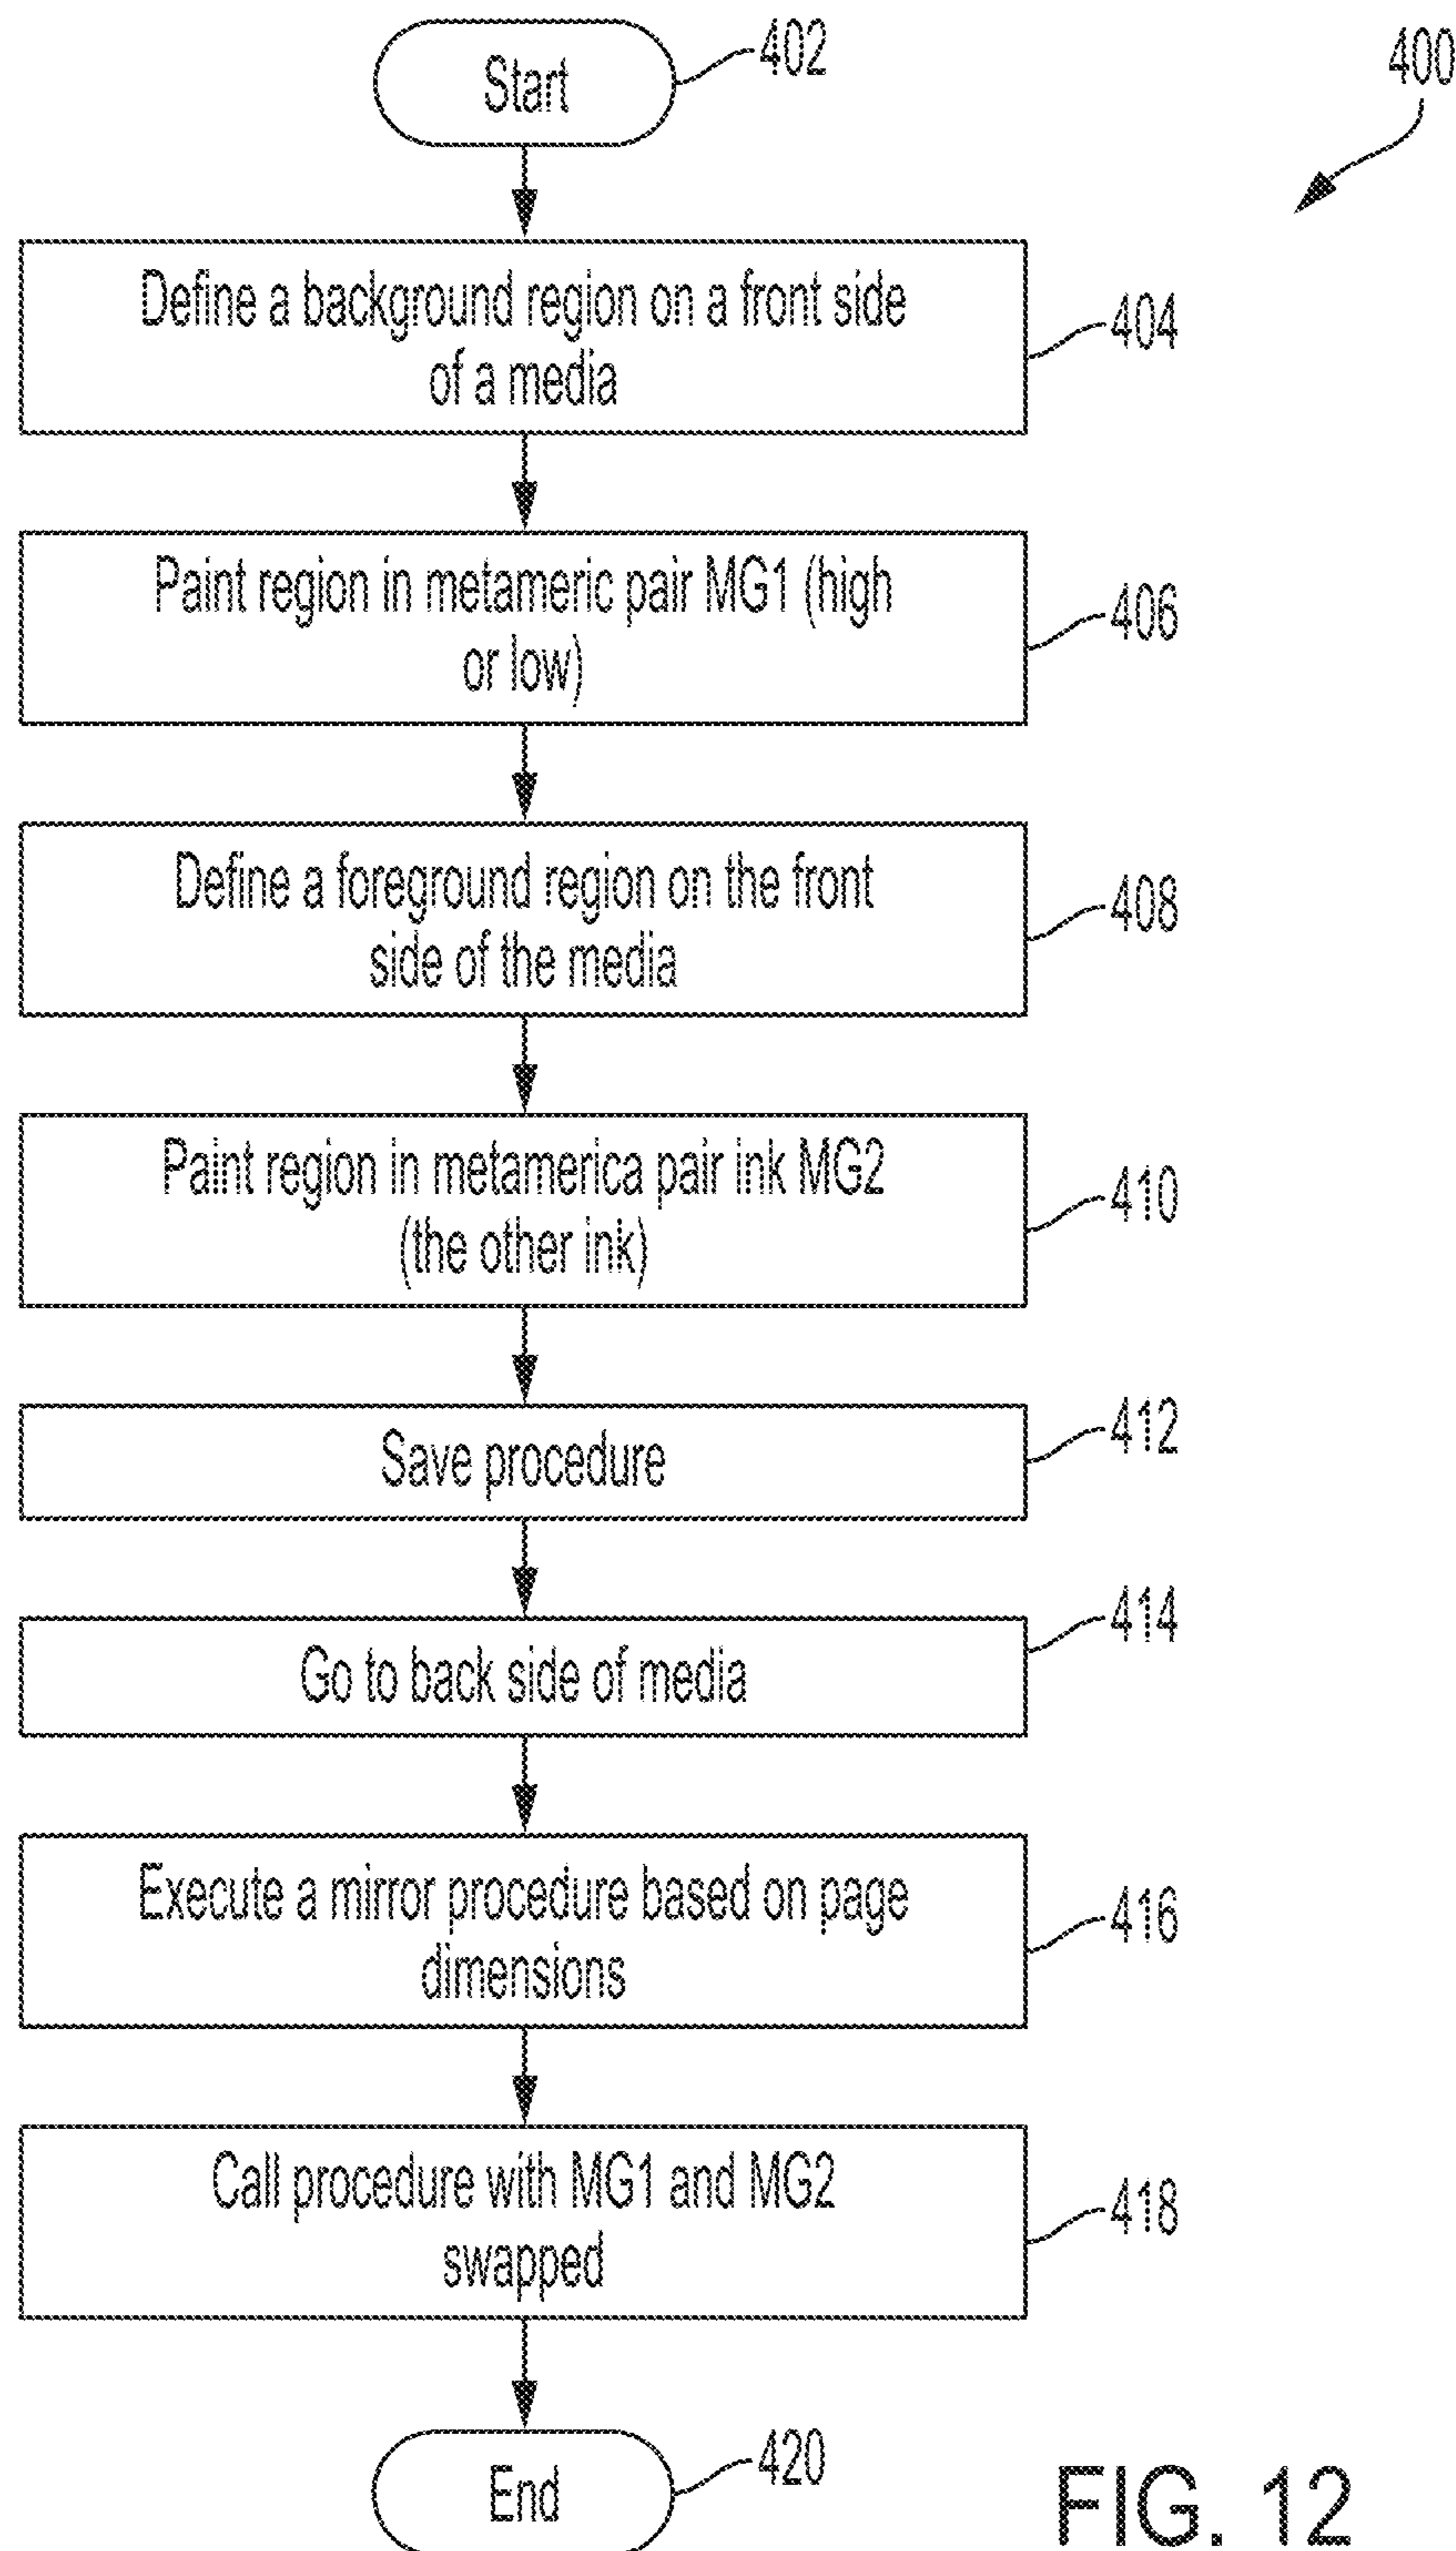 Start
402
400
Define a background region on a front side
of a media
404
Paint region in metameric pair MG1 (high
or low)
406
Define a foreground region on the front
side of the media
408
Paint region in metamerica pair ink MG2
(the other ink)
410
Save procedure
412
Go to back side of media
414
Execute a mirror procedure based on page
dimensions
416
Call procedure with MG1 and MG2
swapped
418
End
420
FIG. 12